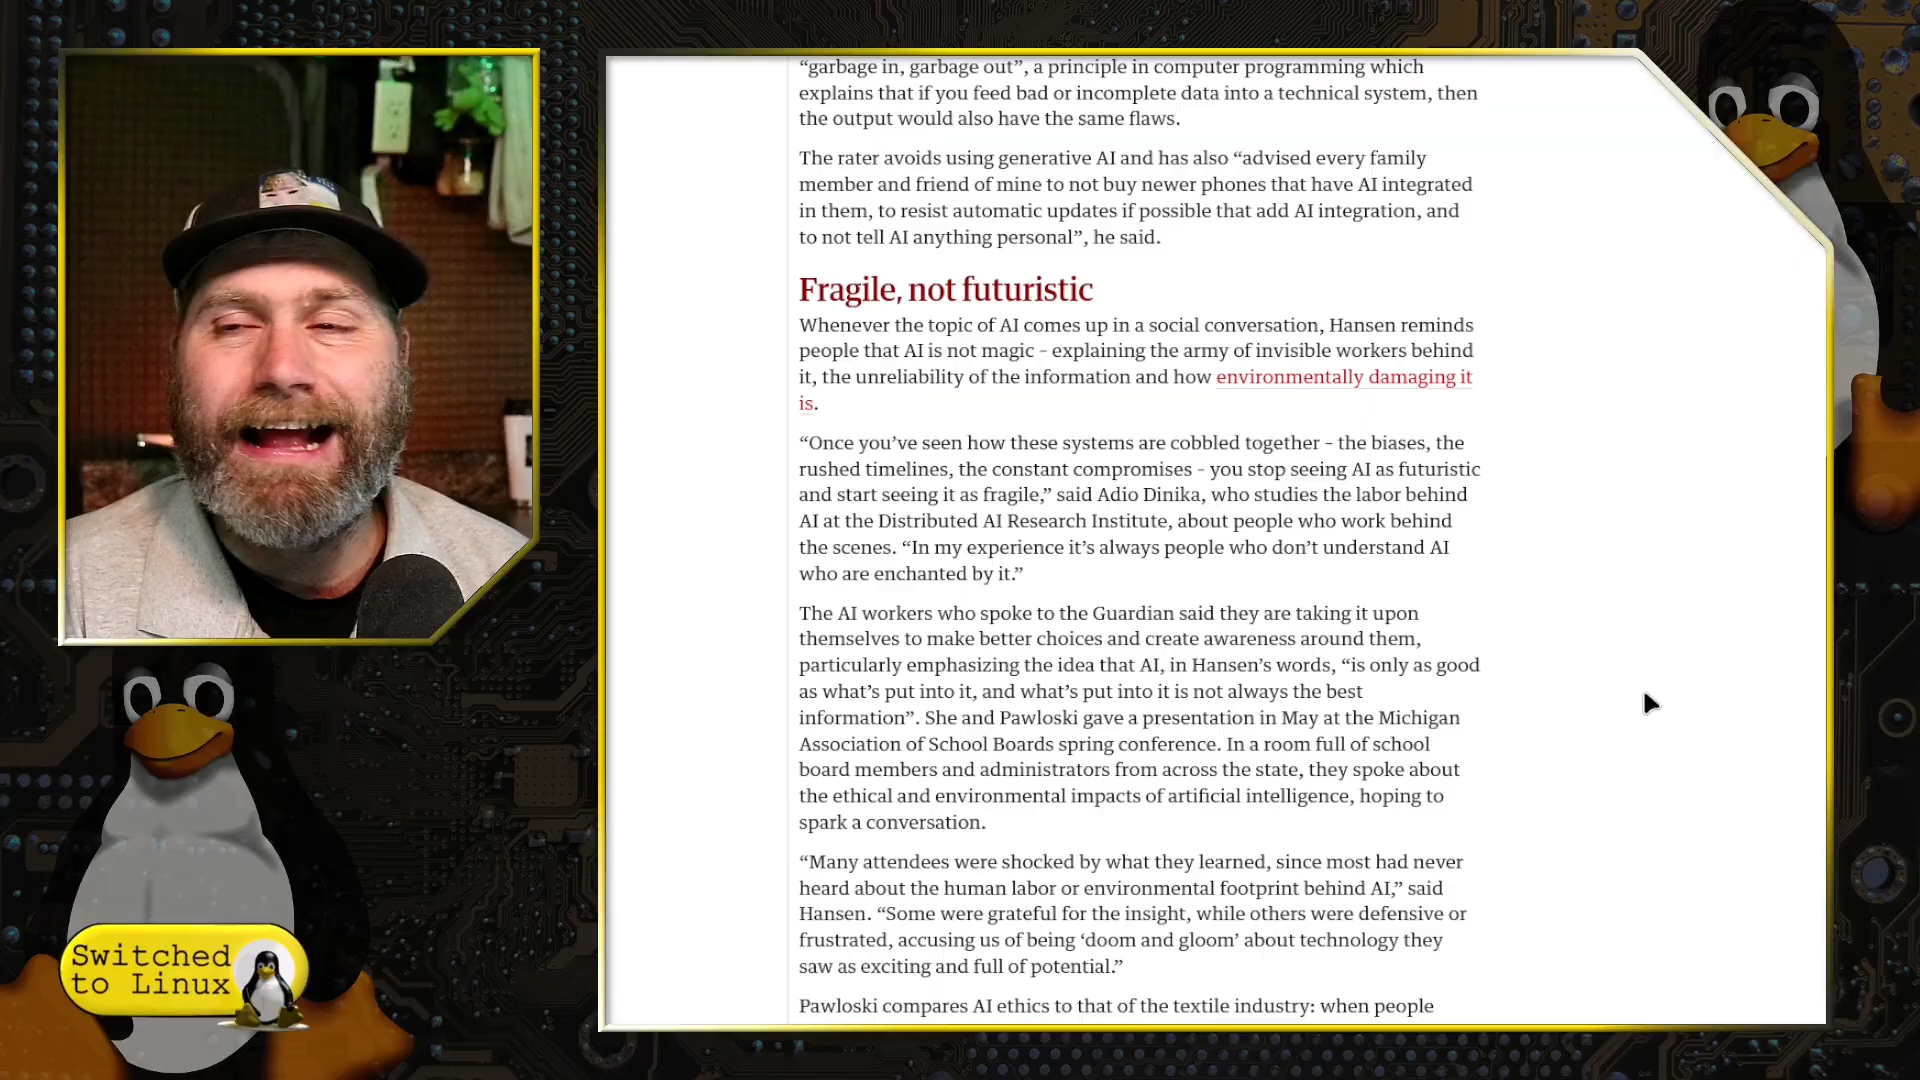 “garbage in, garbage out”, a principle in computer programming which
explains that if you feed bad or incomplete data into a technical system, then
the output would also have the same flaws.
The rater avoids using generative AI and has also “advised every family
member and friend of mine to not buy newer phones that have AI integrated
in them, to resist automatic updates if possible that add AI integration, and
to not tell AI anything personal”, he said.
Fragile, not futuristic
Whenever the topic of AI comes up in a social conversation, Hansen reminds
people that AI is not magic – explaining the army of invisible workers behind
it, the unreliability of the information and how environmentally damaging it
is.
“Once you’ve seen how these systems are cobbled together – the biases, the
rushed timelines, the constant compromises – you stop seeing AI as futuristic
and start seeing it as fragile,” said Adio Dinika, who studies the labor behind
AI at the Distributed AI Research Institute, about people who work behind
the scenes. “In my experience it’s always people who don’t understand AI
who are enchanted by it.”
The AI workers who spoke to the Guardian said they are taking it upon
themselves to make better choices and create awareness around them,
particularly emphasizing the idea that AI, in Hansen’s words, “is only as good
as what’s put into it, and what’s put into it is not always the best
information”. She and Pawloski gave a presentation in May at the Michigan
Association of School Boards spring conference. In a room full of school
board members and administrators from across the state, they spoke about
the ethical and environmental impacts of artificial intelligence, hoping to
spark a conversation.
“Many attendees were shocked by what they learned, since most had never
heard about the human labor or environmental footprint behind AI,” said
Hansen. “Some were grateful for the insight, while others were defensive or
frustrated, accusing us of being ‘doom and gloom’ about technology they
saw as exciting and full of potential.”
Pawloski compares AI ethics to that of the textile industry: when people
Switched
to Linux